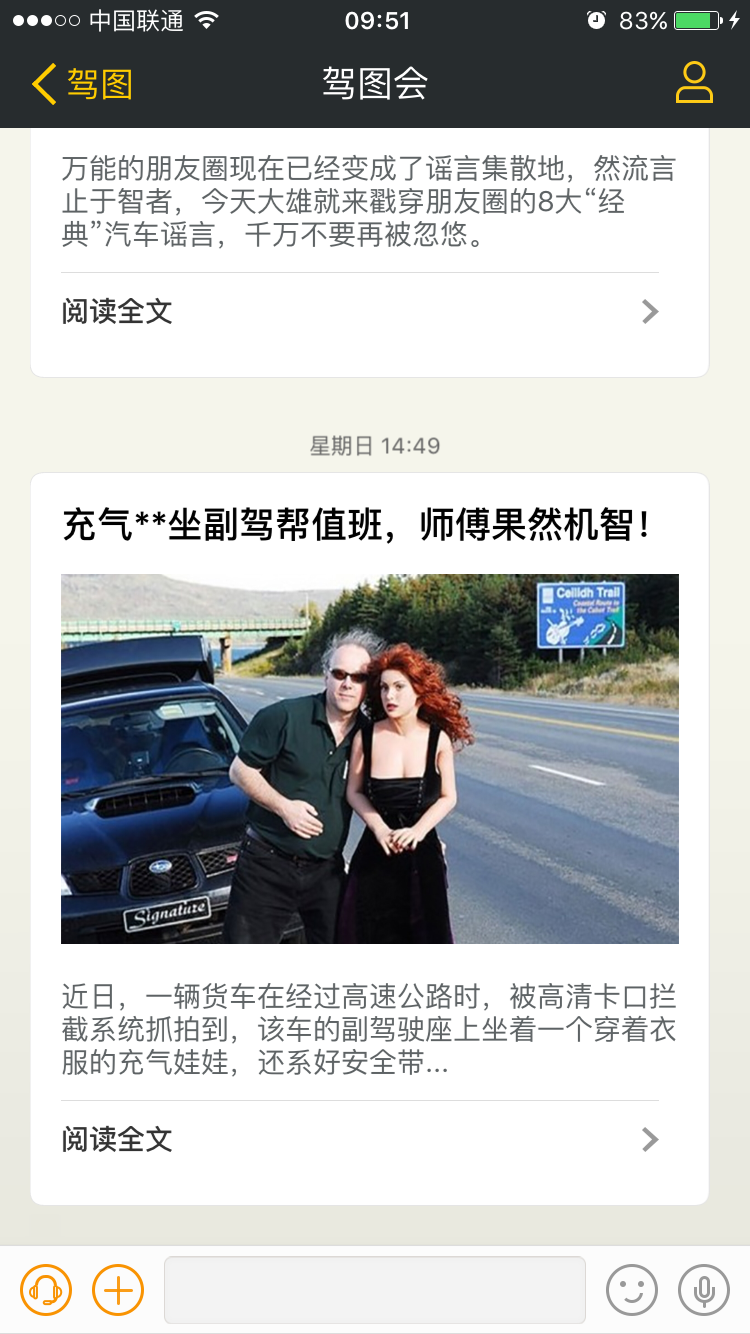 中国联通
09:51
83%
驾图
驾图会
万能的朋友圈现在已经变成了谣言集散地，然流言
止于智者，今天大雄就来戳穿朋友圈的8大“经
典”汽车谣言，千万不要再被忽悠。
阅读全文
星期日 14:49
充气**坐副驾帮值班，师傅果然机智！
Ceilidh Trail
Coastal Route to
the Cabot Trail
Signature
近日，一辆货车在经过高速公路时，被高清卡口拦
截系统抓拍到，该车的副驾驶座上坐着一个穿着衣
服的充气娃娃，还系好安全带...
阅读全文